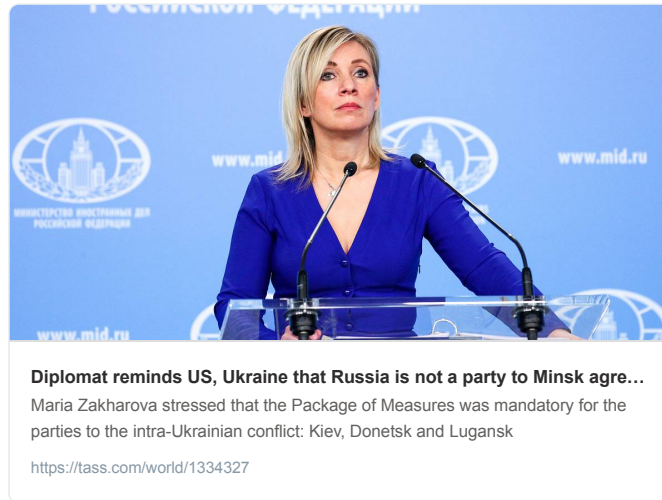 РОССИЙСКОЙ ФЕДЕРАЦИИ
www.mid
www.mid.ru
МИНИСТЕРСТВО ИНОСТРАННЫХ ДЕЛ
РОССИЙСКОЙ ФЕДЕРАЦИИ
www.mid.ru
Diplomat reminds US, Ukraine that Russia is not a party to Minsk agre…
Maria Zakharova stressed that the Package of Measures was mandatory for the
parties to the intra-Ukrainian conflict: Kiev, Donetsk and Lugansk
https://tass.com/world/1334327